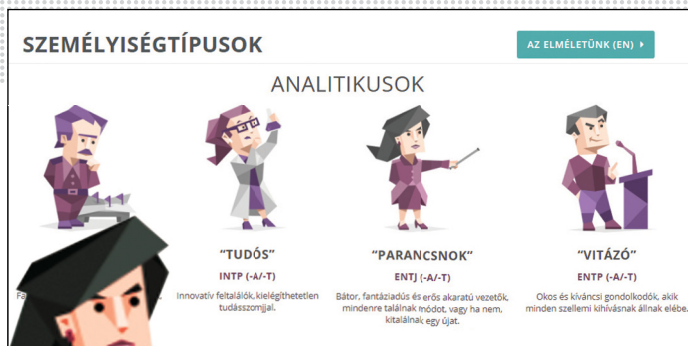 SZEMÉLYISÉGTÍPUSOK
AZ ELMÉLETÜNK (EN)
ANALITIKUSOK
“TUDÓS”
INTP (-A/-T)
Innovatív feltalálók,kielégíthetetlen
tudásszomjjal.
“PARANCSNOK”
ENTJ (-A/-T)
Bátor, fantáziadús és erős akaratú vezetők,
mindenre találnak módot, vagy ha nem,
kitalálnak egy újat.
“VITÁZÓ”
ENTP (-A/-T)
Okos és kíváncsi gondolkodók, akik
minden szellemi kihívásnak állnak elébe.